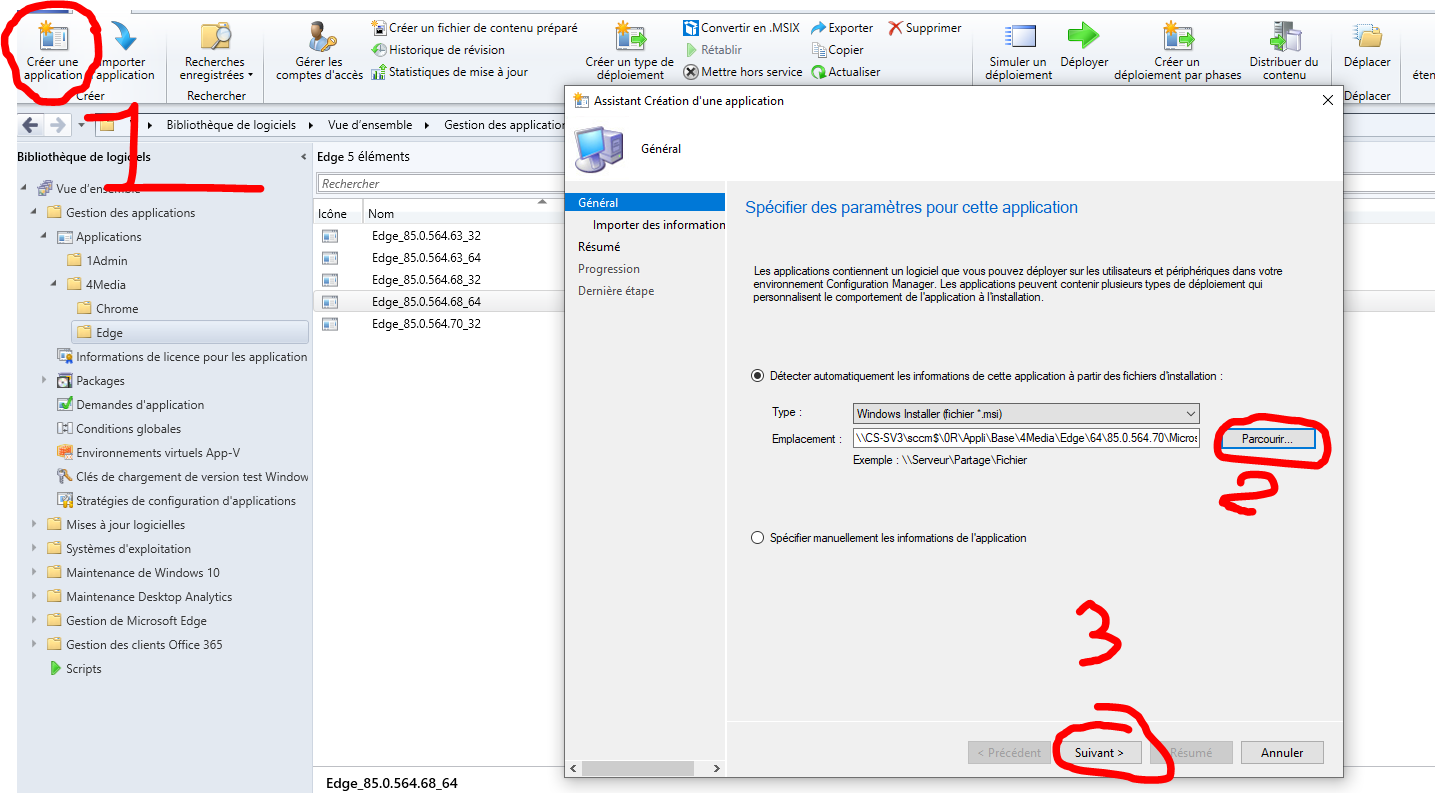 Créer une
application
mporter
application
Créer
Recherches
enregistrées
Rechercher
Gérer les
comptes d'accès
Créer un fichier de contenu préparé
Historique de révision
Statistiques de mise à jour
Créer un type de
déploiement
Convertir en .MSIX
Rétablir
Mettre hors service
Exporter
Copier
Actualiser
Supprimer
Simuler un
déploiement
Déployer
Créer un
déploiement par phases
Distribuer du
contenu
Déplacer
Déplacer
éten
1
Bibliothèque de logiciels
Vue d'ensemble
Gestion des application
Bibliothèque de logiciels
Vue d'ensemble
Gestion des applications
Applications
1Admin
4Media
Chrome
Edge
Informations de licence pour les application
Packages
Demandes d'application
Conditions globales
Environnements virtuels App-V
Clés de chargement de version test Window
Stratégies de configuration d'applications
Mises à jour logicielles
Systèmes d'exploitation
Maintenance de Windows 10
Maintenance Desktop Analytics
Gestion de Microsoft Edge
Gestion des clients Office 365
Scripts
Edge 5 éléments
Rechercher
Icône Nom
Edge_85.0.564.63_32
Edge_85.0.564.63_64
Edge_85.0.564.68_32
Edge_85.0.564.68_64
Edge_85.0.564.70_32
Edge_85.0.564.68_64
Assistant Création d'une application
Général
Général
Importer des information
Résumé
Progression
Dernière étape
Spécifier des paramètres pour cette application
Les applications contiennent un logiciel que vous pouvez déployer sur les utilisateurs et périphériques dans votre
environnement Configuration Manager. Les applications peuvent contenir plusieurs types de déploiement qui
personnalisent le comportement de l'application à l'installation.
Détecter automatiquement les informations de cette application à partir des fichiers d'installation :
Type : Windows Installer (fichier *.msi)
Emplacement : \\CS-SV3\sccm$\0R\Appli\Base\4Media\Edge\64\85.0.564.70\Micros
Parcourir...
Exemple : \\Serveur\Partage\Fichier
2
Spécifier manuellement les informations de l'application
3
< Précédent
Suivant >
Résumé
Annuler